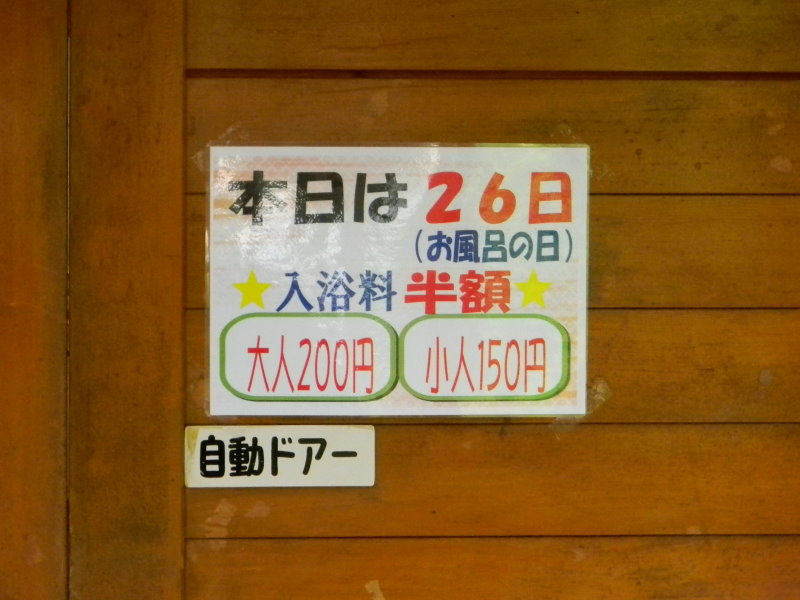 本日は26日
(お風呂の日)
★入浴料半額★
大人200円 小人150円
自動ドアー